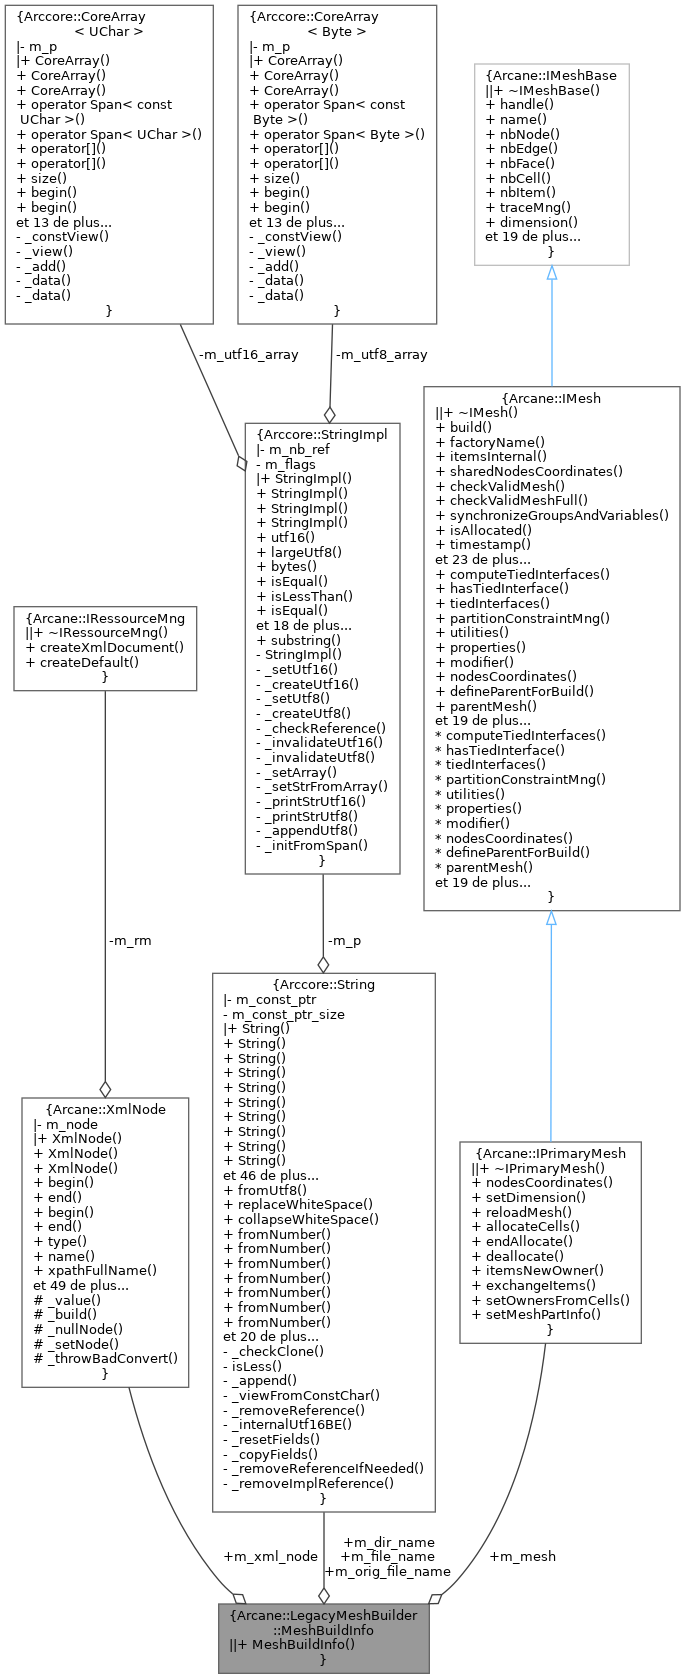 {Arccore::CoreArray
< UChar >
|- m_p
|+ CoreArray()
+ CoreArray()
+ CoreArray()
+ operator Span< const
UChar >()
+ operator Span< UChar >()
+ operator[]()
+ operator[]()
+ size()
+ begin()
+ begin()
et 13 de plus...
- _constView()
- _view()
- _add()
- _data()
- _data()
}
{Arccore::CoreArray
< Byte >
|- m_p
|+ CoreArray()
+ CoreArray()
+ CoreArray()
+ operator Span< const
Byte >()
+ operator Span< Byte >()
+ operator[]()
+ operator[]()
+ size()
+ begin()
+ begin()
et 13 de plus...
- _constView()
- _view()
- _add()
- _data()
- _data()
}
{Arcane::IMeshBase
||+ ~IMeshBase()
+ handle()
+ name()
+ nbNode()
+ nbEdge()
+ nbFace()
+ nbCell()
+ nbItem()
+ traceMng()
+ dimension()
et 19 de plus...
}
-m_utf16_array
-m_utf8_array
{Arccore::StringImpl
|- m_nb_ref
- m_flags
|+ StringImpl()
+ StringImpl()
+ StringImpl()
+ StringImpl()
+ utf16()
+ largeUtf8()
+ bytes()
+ isEqual()
+ isLessThan()
+ isEqual()
et 18 de plus...
+ substring()
- StringImpl()
- _setUtf16()
- _createUtf16()
- _setUtf8()
- _createUtf8()
- _checkReference()
- _invalidateUtf16()
- _invalidateUtf8()
- _setArray()
- _setStrFromArray()
- _printStrUtf16()
- _printStrUtf8()
- _appendUtf8()
- _initFromSpan()
}
{Arcane::IMesh
||+ ~IMesh()
+ build()
+ factoryName()
+ itemsInternal()
+ sharedNodesCoordinates()
+ checkValidMesh()
+ checkValidMeshFull()
+ synchronizeGroupsAndVariables()
+ isAllocated()
+ timestamp()
et 23 de plus...
+ computeTiedInterfaces()
+ hasTiedInterface()
+ tiedInterfaces()
+ partitionConstraintMng()
+ utilities()
+ properties()
+ modifier()
+ nodesCoordinates()
+ defineParentForBuild()
+ parentMesh()
et 19 de plus...
* computeTiedInterfaces()
* hasTiedInterface()
* tiedInterfaces()
* partitionConstraintMng()
* utilities()
* properties()
* modifier()
* nodesCoordinates()
* defineParentForBuild()
* parentMesh()
et 19 de plus...
}
{Arcane::IRessourceMng
||+ ~IRessourceMng()
+ createXmlDocument()
+ createDefault()
}
-m_rm
-m_p
{Arcane::XmlNode
|- m_node
|+ XmlNode()
+ XmlNode()
+ XmlNode()
+ begin()
+ end()
+ begin()
+ end()
+ type()
+ name()
+ xpathFullName()
et 49 de plus...
# _value()
# _build()
# _nullNode()
# _setNode()
# _throwBadConvert()
}
{Arccore::String
|- m_const_ptr
- m_const_ptr_size
|+ String()
+ String()
+ String()
+ String()
+ String()
+ String()
+ String()
+ String()
+ String()
+ String()
et 46 de plus...
+ fromUtf8()
+ replaceWhiteSpace()
+ collapseWhiteSpace()
+ fromNumber()
+ fromNumber()
+ fromNumber()
+ fromNumber()
+ fromNumber()
+ fromNumber()
+ fromNumber()
et 20 de plus...
- _checkClone()
- isLess()
- _append()
- _viewFromConstChar()
- _removeReference()
- _internalUtf16BE()
- _resetFields()
- _copyFields()
- _removeReferenceIfNeeded()
- _removeImplReference()
}
{Arcane::IPrimaryMesh
||+ ~IPrimaryMesh()
+ nodesCoordinates()
+ setDimension()
+ reloadMesh()
+ allocateCells()
+ endAllocate()
+ deallocate()
+ itemsNewOwner()
+ exchangeItems()
+ setOwnersFromCells()
+ setMeshPartInfo()
}
+m_xml_node
+m_dir_name
+m_file_name
+m_orig_file_name
+m_mesh
{Arcane::LegacyMeshBuilder
::MeshBuildInfo
||+ MeshBuildInfo()
}